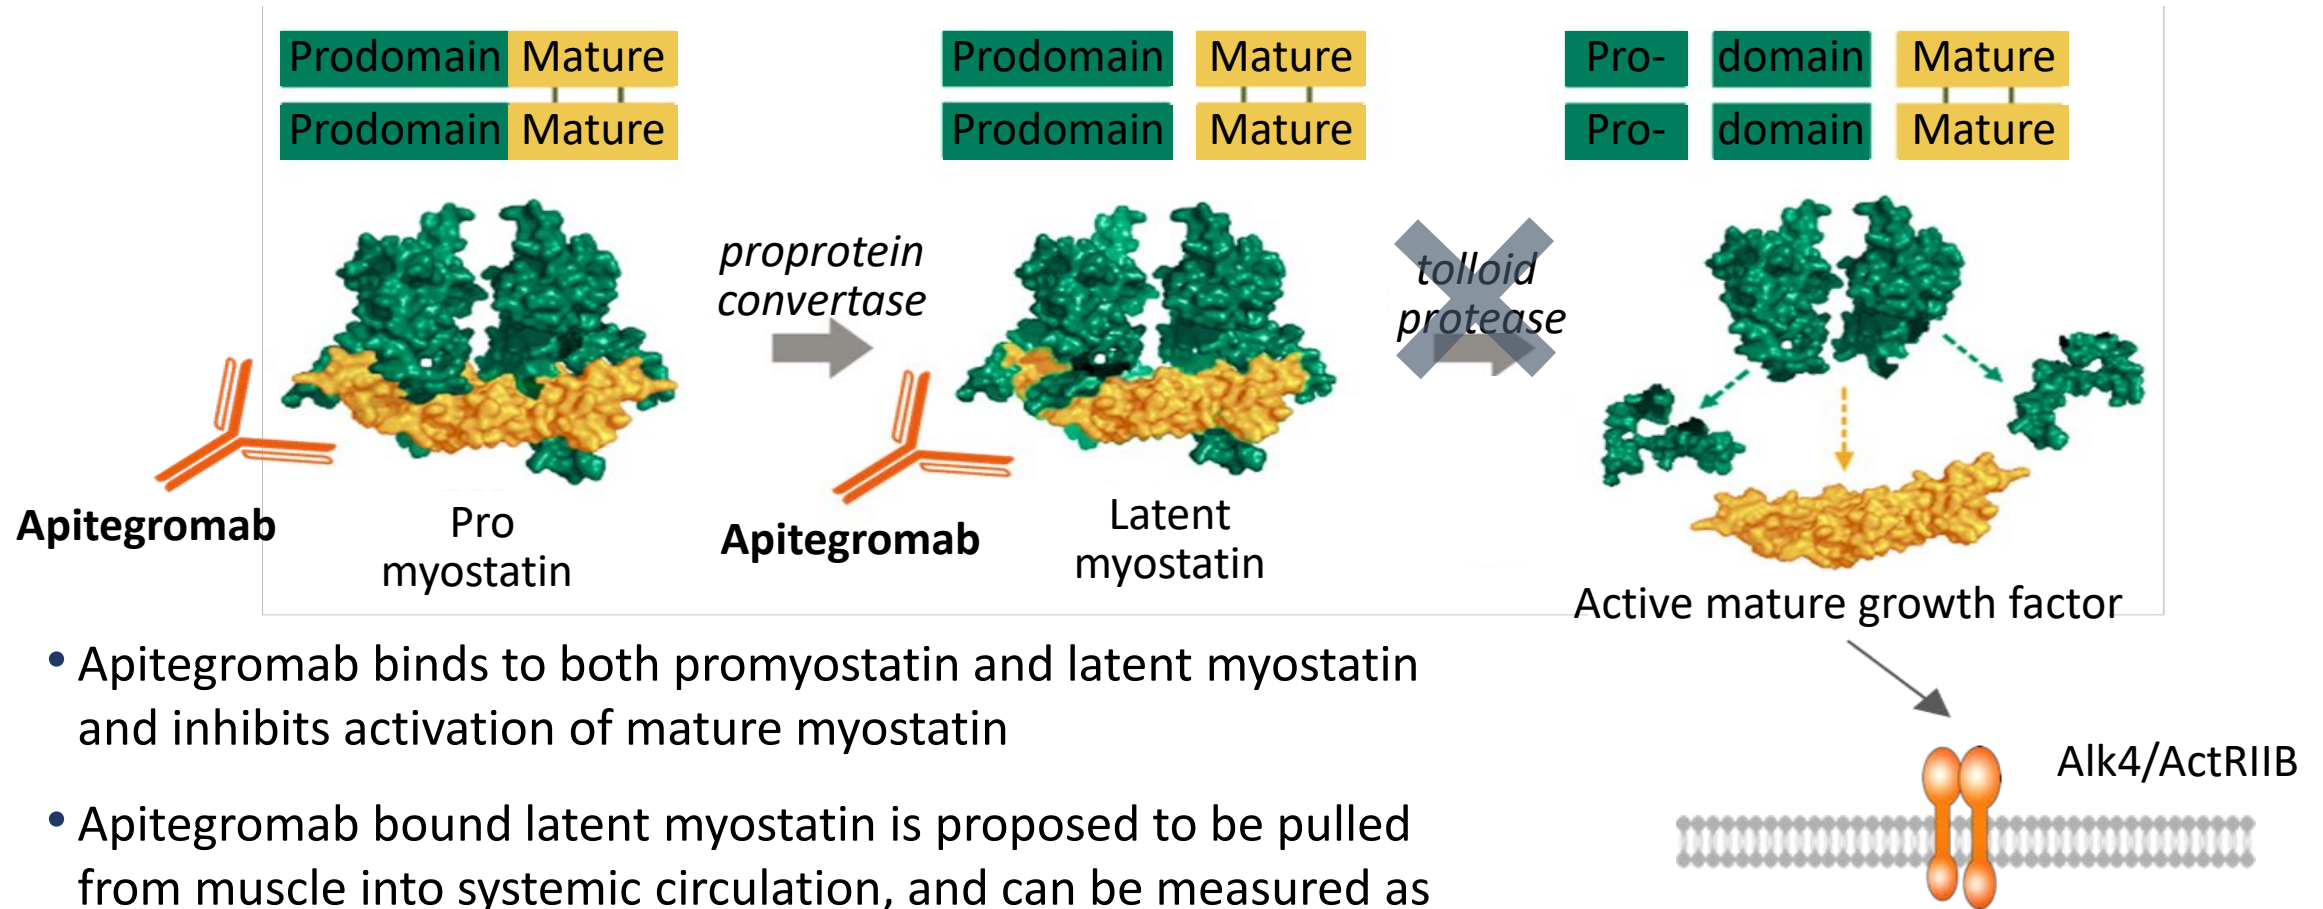 Prodomain Mature
Prodomain Mature
Prodomain Mature
Prodomain Mature
Pro- domain Mature
Pro- domain Mature
proprotein
convertase
tolloid
protease
Apitegromab
Pro
myostatin
Apitegromab
Latent
myostatin
Active mature growth factor
• Apitegromab binds to both promyostatin and latent myostatin
and inhibits activation of mature myostatin
• Apitegromab bound latent myostatin is proposed to be pulled
from muscle into systemic circulation, and can be measured as
Alk4/ActRIIB